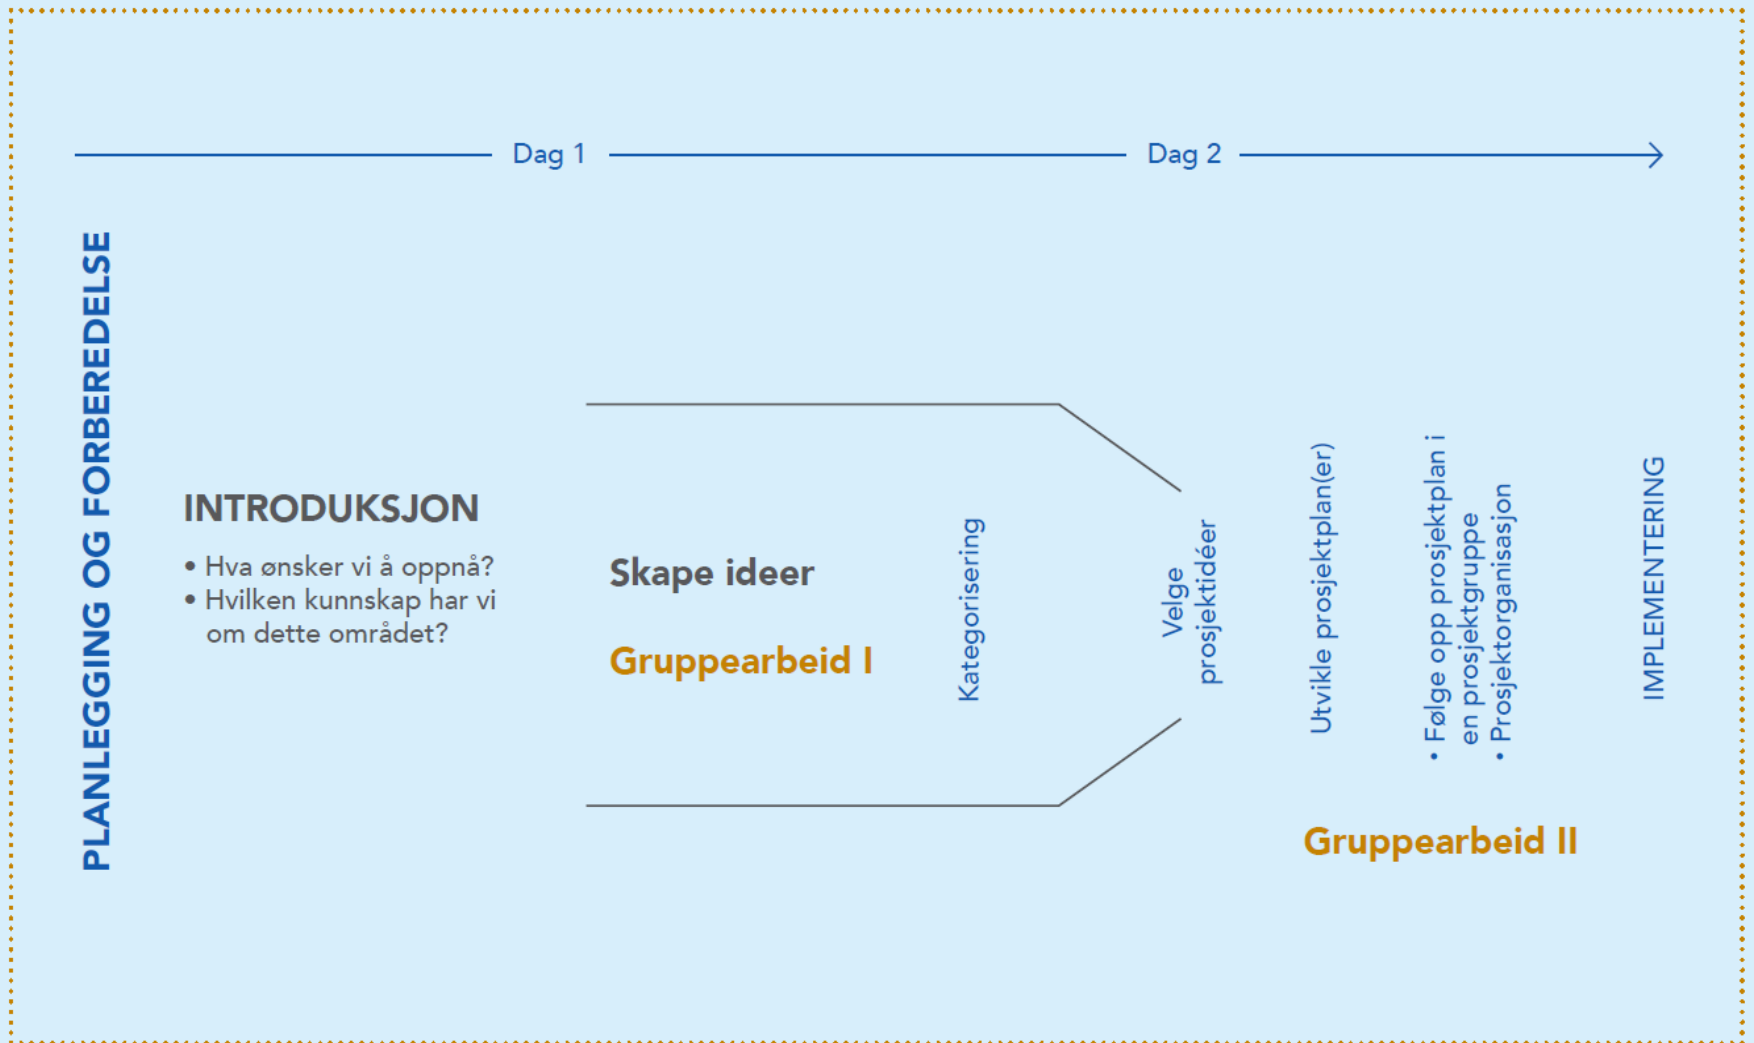 Dag 1
Dag 2
PLANLEGGING OG FORBEREDELSE
INTRODUKSJON
• Hva ønsker vi å oppnå?
• Hvilken kunnskap har vi
om dette området?
Skape ideer
Gruppearbeid I
Kategorisering
Velge
prosjektidéer
Utvikle prosjektplan(er)
• Følge opp prosjektplan i
en prosjektgruppe
• Prosjektorganisasjon
IMPLEMENTERING
Gruppearbeid II